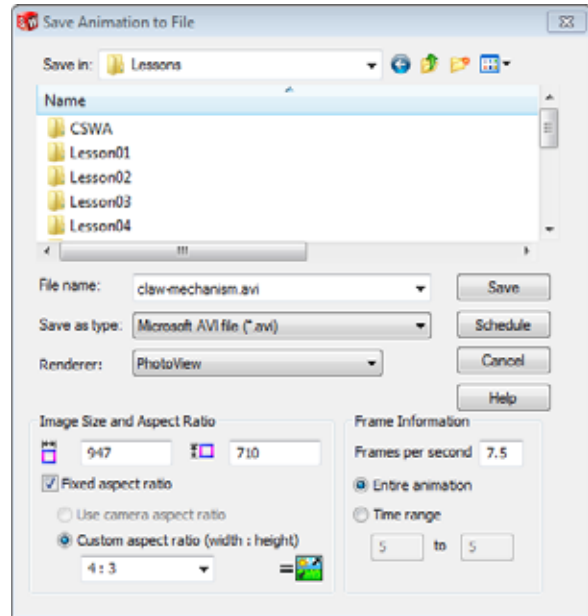 Save Animation to File
Save in: Lessons
Name
CSWA
Lesson01
Lesson02
Lesson03
Lesson04
File name: claw-mechanism.avi Save
Save as type: Microsoft AVI file (*.avi) Schedule
Renderer: PhotoView Cancel
Help
Image Size and Aspect Ratio
947 710
Fixed aspect ratio
Use camera aspect ratio
Custom aspect ratio (width : height)
4 : 3 =
Frame Information
Frames per second 7.5
Entire animation
Time range
5 to 5